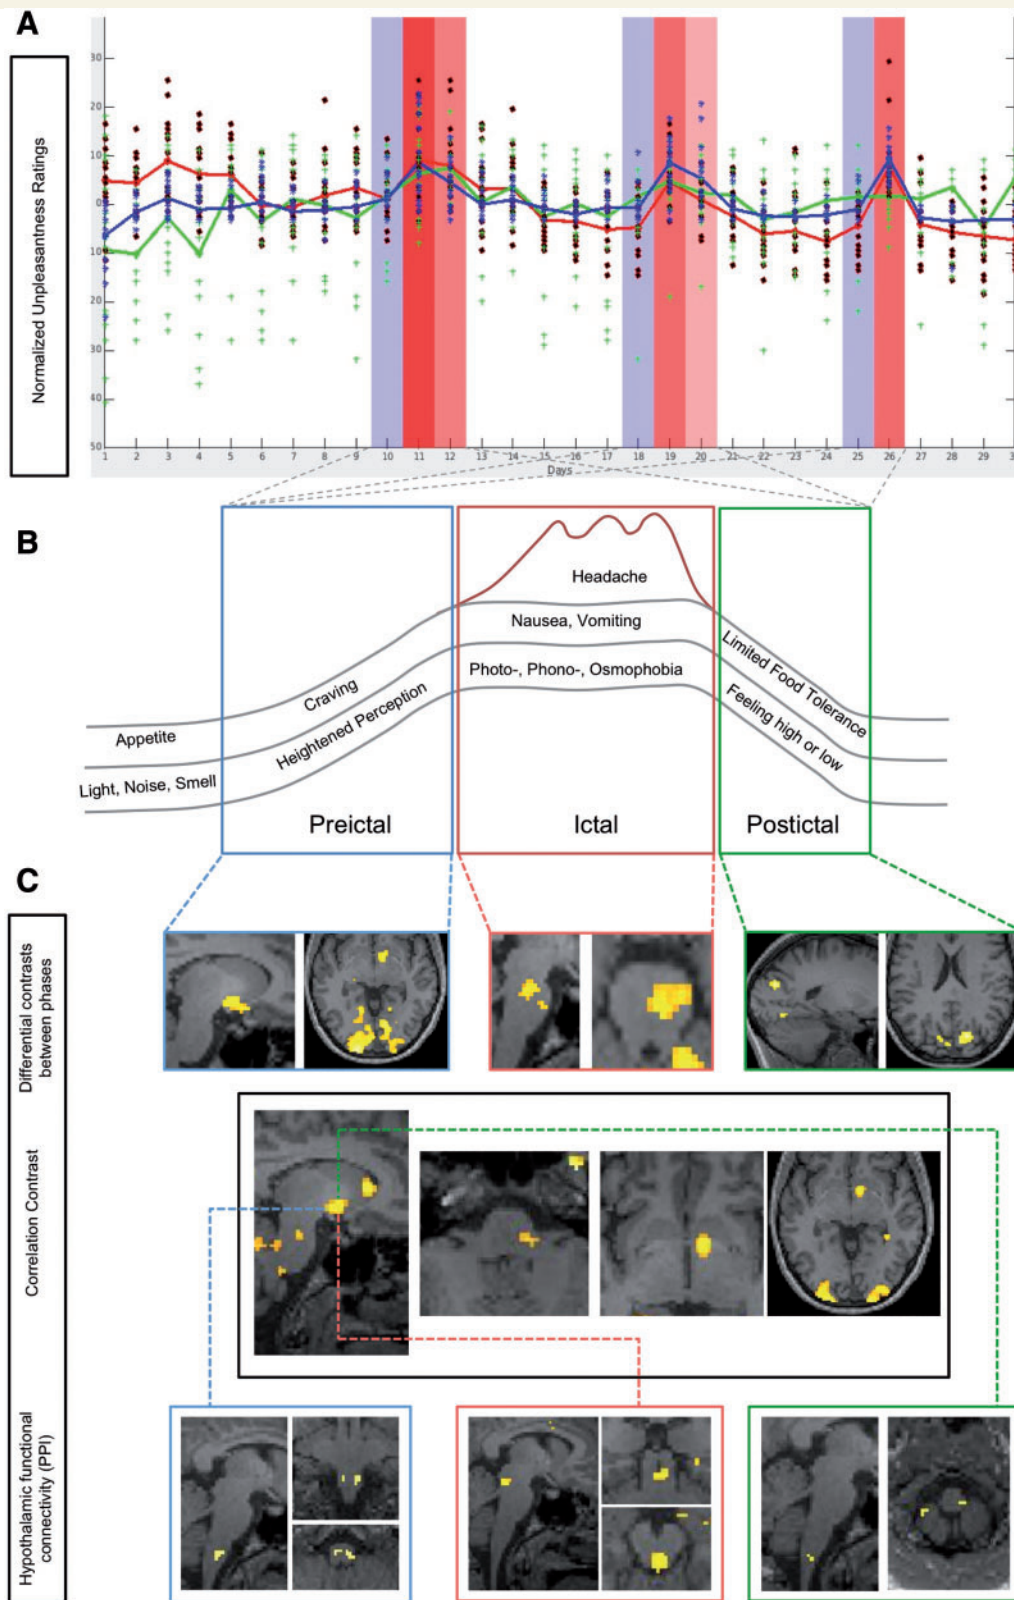 A
Normalized Unpleasantness Ratings
30
20
10
0
10
20
30
40
50
1 2 3 4 5 6 7 8 9 10 11 12 13 14 15 16 17 18 19 20 21 22 23 24 25 26 27 28 29
Days
B
Headache
Nausea, Vomiting
Photo-, Phono-, Osmophobia
Craving
Heightened Perception
Appetite
Light, Noise, Smell
Limited Food Tolerance
Feeling high or low
Preictal
Ictal
Postictal
C
Differential contrasts
between phases
Correlation Contrast
Hypothalamic functional
connectivity (PPI)